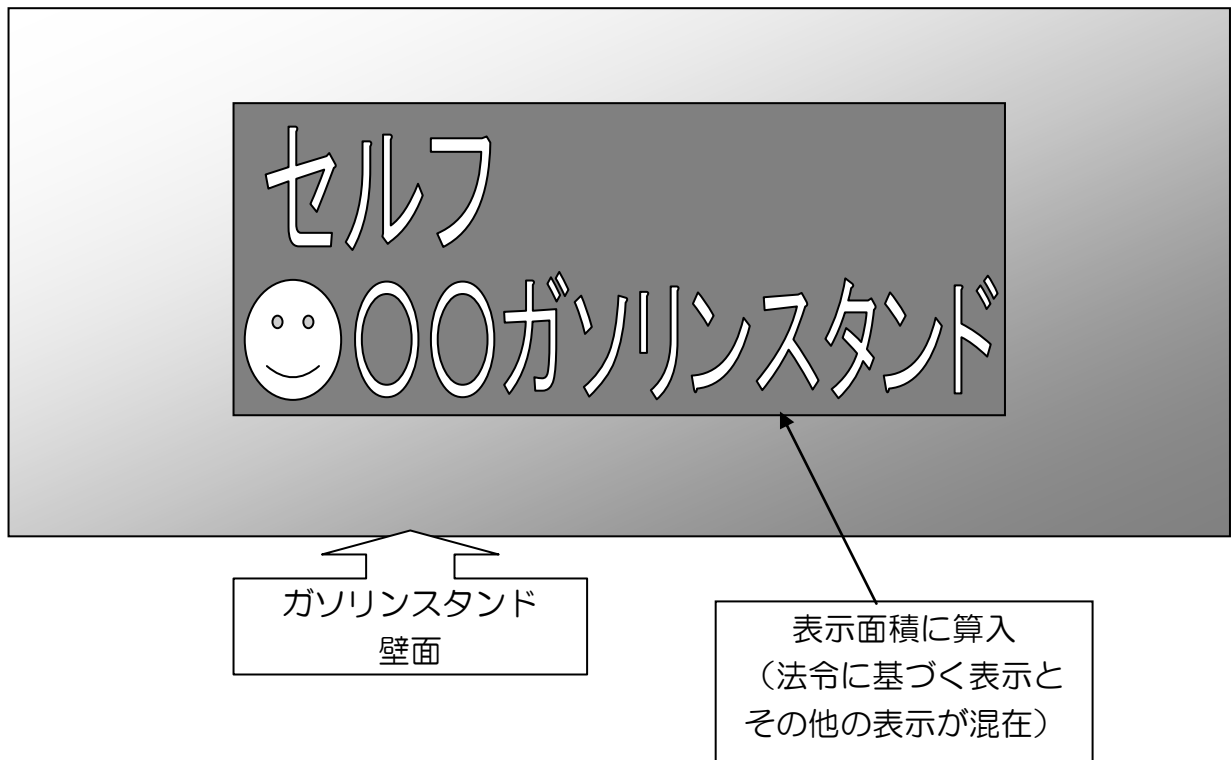 セルフ
〇〇ガソリンスタンド
ガソリンスタンド
壁面
表示面積に算入
（法令に基づく表示と
その他の表示が混在）